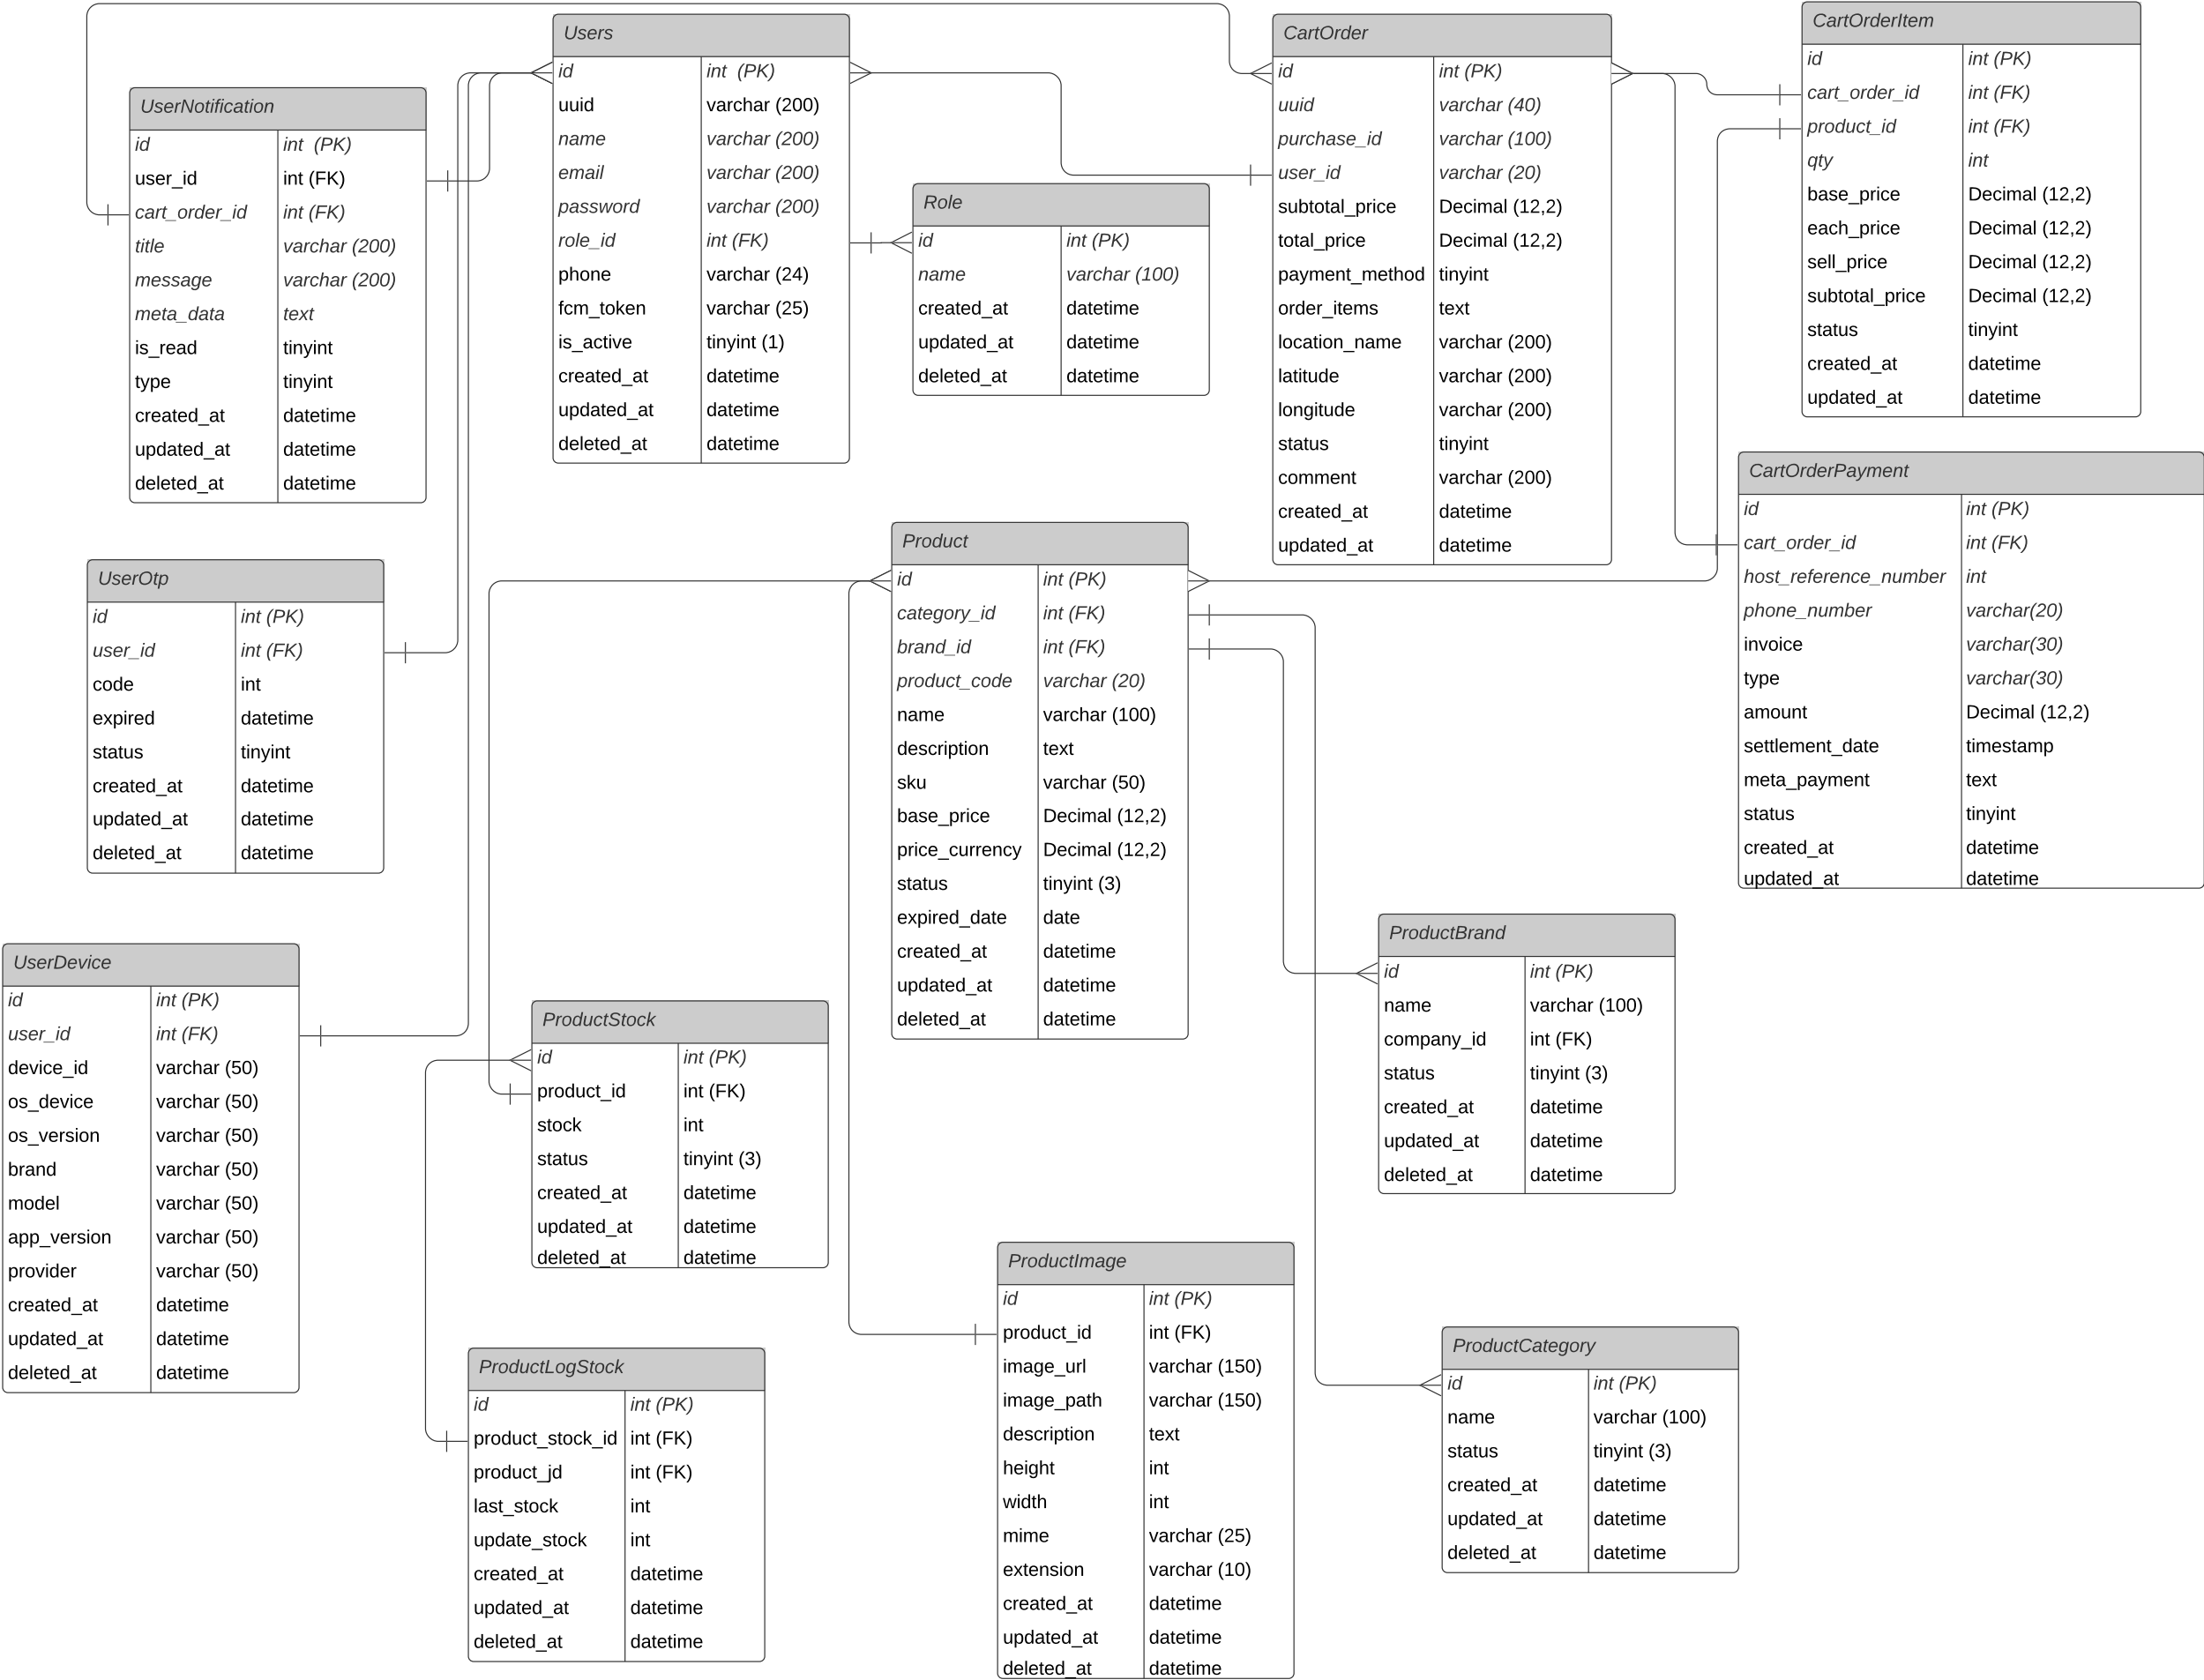 Users
id int (PK)
uuid varchar (200)
name varchar (200)
email varchar (200)
password varchar (200)
role_id int (FK)
phone varchar (24)
fcm_token varchar (25)
is_active tinyint (1)
created_at datetime
updated_at datetime
deleted_at datetime
CartOrder
id int (PK)
uuid varchar (40)
purchase_id varchar (100)
user_id varchar (20)
subtotal_price Decimal (12,2)
total_price Decimal (12,2)
payment_method tinyint
order_items text
location_name varchar (200)
latitude varchar (200)
longitude varchar (200)
status tinyint
comment varchar (200)
created_at datetime
updated_at datetime
CartOrderItem
id int (PK)
cart_order_id int (FK)
product_id int (FK)
qty int
base_price Decimal (12,2)
each_price Decimal (12,2)
sell_price Decimal (12,2)
subtotal_price Decimal (12,2)
status tinyint
created_at datetime
updated_at datetime
UserNotification
id int (PK)
user_id int (FK)
cart_order_id int (FK)
title varchar (200)
message varchar (200)
meta_data text
is_read tinyint
type tinyint
created_at datetime
updated_at datetime
deleted_at datetime
Role
id int (PK)
name varchar (100)
created_at datetime
updated_at datetime
deleted_at datetime
CartOrderPayment
id int (PK)
cart_order_id int (FK)
host_reference_number int
phone_number varchar(20)
invoice varchar(30)
type varchar(30)
amount Decimal (12,2)
settlement_date timestamp
meta_payment text
status tinyint
created_at datetime
updated_at datetime
Product
id int (PK)
category_id int (FK)
brand_id int (FK)
product_code varchar (20)
name varchar (100)
description text
sku varchar (50)
base_price Decimal (12,2)
price_currency Decimal (12,2)
status tinyint (3)
expired_date date
created_at datetime
updated_at datetime
deleted_at datetime
UserOtp
id int (PK)
user_id int (FK)
code int
expired datetime
status tinyint
created_at datetime
updated_at datetime
deleted_at datetime
ProductBrand
id int (PK)
name varchar (100)
company_id int (FK)
status tinyint (3)
created_at datetime
updated_at datetime
deleted_at datetime
UserDevice
id int (PK)
user_id int (FK)
device_id varchar (50)
os_device varchar (50)
os_version varchar (50)
brand varchar (50)
model varchar (50)
app_version varchar (50)
provider varchar (50)
created_at datetime
updated_at datetime
deleted_at datetime
ProductStock
id int (PK)
product_id int (FK)
stock int
status tinyint (3)
created_at datetime
updated_at datetime
deleted_at datetime
ProductImage
id int (PK)
product_id int (FK)
image_url varchar (150)
image_path varchar (150)
description text
height int
width int
mime varchar (25)
extension varchar (10)
created_at datetime
updated_at datetime
deleted_at datetime
ProductCategory
id int (PK)
name varchar (100)
status tinyint (3)
created_at datetime
updated_at datetime
deleted_at datetime
ProductLogStock
id int (PK)
product_stock_id int (FK)
product_jd int (FK)
last_stock int
update_stock int
created_at datetime
updated_at datetime
deleted_at datetime